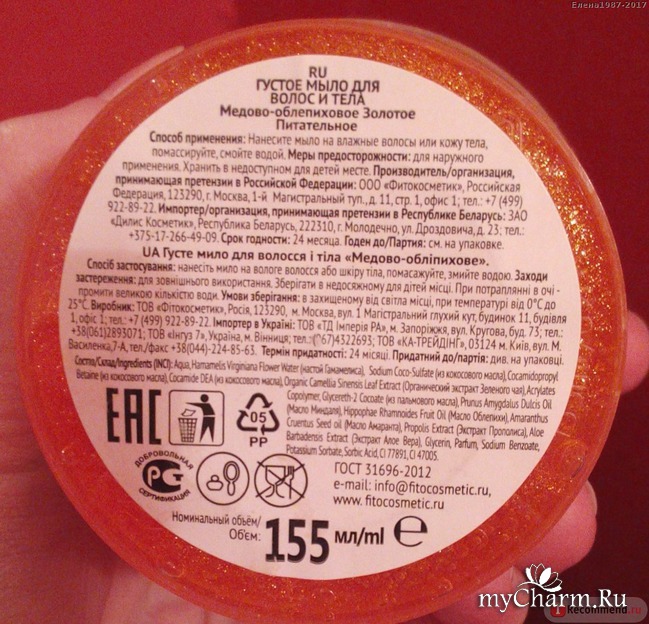 Елена1987-2017
RU
ГУСТОЕ МЫЛО ДЛЯ
ВОЛОС И ТЕЛА
Медово-облепиховое Золотое
Питательное
Способ применения: Нанесите мыло на влажные волосы или кожу тела,
помассируйте, смойте водой. Меры предосторожности: для наружного
применения. Хранить в недоступном для детей месте. Производитель/организация,
принимающая претензии в Российской Федерации: ООО «Фитокосметик», Российская
Федерация, 123290, г. Москва, 1-й Магистральный туп., д. 11, стр. 1, офис 1; тел.: +7 (499)
922-89-22. Импортер/организация, принимающая претензии в Республике Беларусь: ЗАО
«Дилис Косметик», Республика Беларусь, 222310, г. Молодечно, ул. Дроздовича, д. 23; тел.:
+375-17-266-49-09. Срок годности: 24 месяца. Годен до/Партия: см. на упаковке.
UA Густе мило для волосся і тіла «Медово-обліпихове».
Спосіб застосування: нанесіть мило на вологе волосся або шкіру тіла, помасажуйте, змийте водою. Заходи
застереження: для зовнішнього використання. Зберігати в недосяжному для дітей місці. При потраплянні в очі -
промити великою кількістю води. Умови зберігання: в захищеному від світла місці, при температурі від 0°С до
25°С. Виробник: ТОВ «Фітокосметік», Росія, 123290, м. Москва, вул. 1 Магістральний глухий кут, будинок 11, будівля
1, офіс 1; тел.: +7 (499) 922-89-22. Імпортер в Україні: ТОВ «ТД Імперія РА», м. Запоріжжя, вул. Кругова, буд. 73; тел.:
+38(061)2893071; ТОВ «Інгуз 7», Україна, м. Вінниця; тел.:( 67)4322693; ТОВ «КА-ТРЕЙДІНГ», 03124 м. Київ, вул. М.
Василенка,7-А, тел./факс +38(044)-224-85-63. Термін придатності: 24 місяці. Придатний до/партія: див. на упаковці.
Состав/Склад/Ingredients (INCI): Aqua, Hamamelis Virginiana Flower Water (настой Гамамелиса), Sodium Coco-Sulfate (из кокосового масла), Cocamidopropyl
Betaine (из кокосового масла), Cocamide DEA (из кокосового масла), Organic Camellia Sinensis Leaf Extract (Органический экстракт Зеленого чая), Acrylates
Copolymer, Glycereth-2 Cocoate (из пальмового масла), Prunus Amygdalus Dulcis Oil
(Масло Миндаля), Hippophae Rhamnoides Fruit Oil (Масло Облепихи), Amaranthus
Cruentus Seed oil (Масло Амаранта), Propolis Extract (Экстракт Прополиса), Aloe
Barbadensis Extract (Экстракт Алое Вера), Glycerin, Parfum, Sodium Benzoate,
Potassium Sorbate, Sorbic Acid, CI 77891, CI 47005.
EAC
05
PP
ДОБРОВОЛЬНАЯ
СЕРТИФИКАЦИЯ
ГОСТ 31696-2012
e-mail: info@fitocosmetic.ru,
www.fitocosmetic.ru
Номинальный объём/
Об'єм: 155 мл/ml e
myCharm.Ru
Recommend.ru